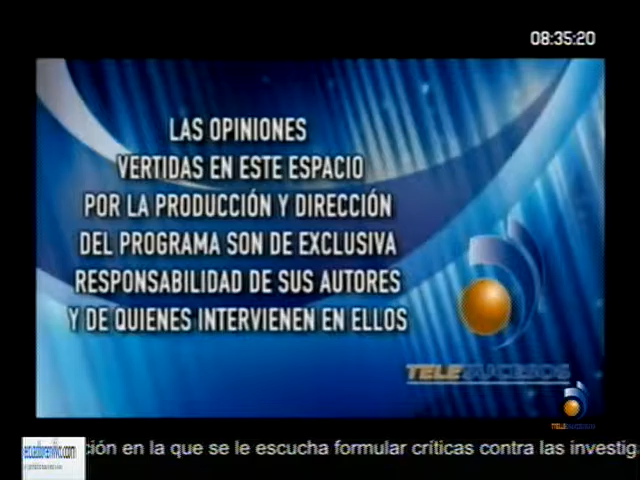 08:35:20
LAS OPINIONES
VERTIDAS EN ESTE ESPACIO
POR LA PRODUCCIÓN Y DIRECCIÓN
DEL PROGRAMA SON DE EXCLUSIVA
RESPONSABILIDAD DE SUS AUTORES
Y DE QUIENES INTERVIENEN EN ELLOS
TELESUCESOS
TELESUCESOS
ción en la que se le escucha formular críticas contra las investig